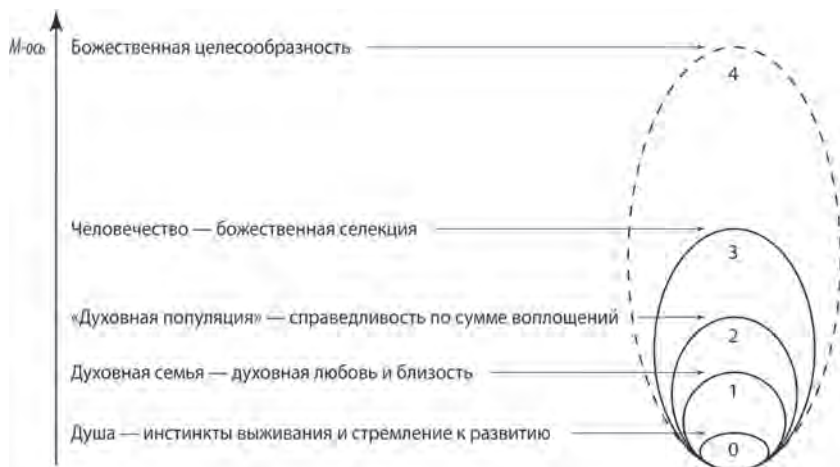 М-ось
Божественная целесообразность
4
Человечество — божественная селекция
3
«Духовная популяция» — справедливость по сумме воплощений
2
Духовная семья — духовная любовь и близость
1
Душа — инстинкты выживания и стремление к развитию
0